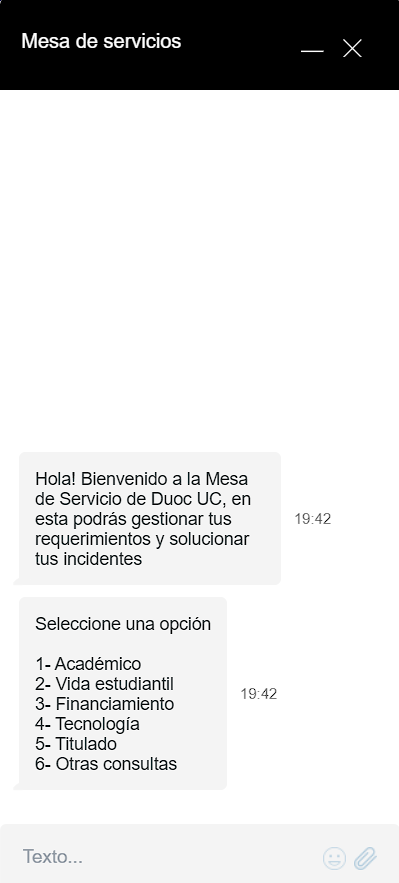 Mesa de servicios
Hola! Bienvenido a la Mesa
de Servicio de Duoc UC, en
esta podrás gestionar tus
requerimientos y solucionar
tus incidentes
19:42
Seleccione una opción
1- Académico
2- Vida estudiantil
3- Financiamiento
4- Tecnología
5- Titulado
6- Otras consultas
19:42
Texto...